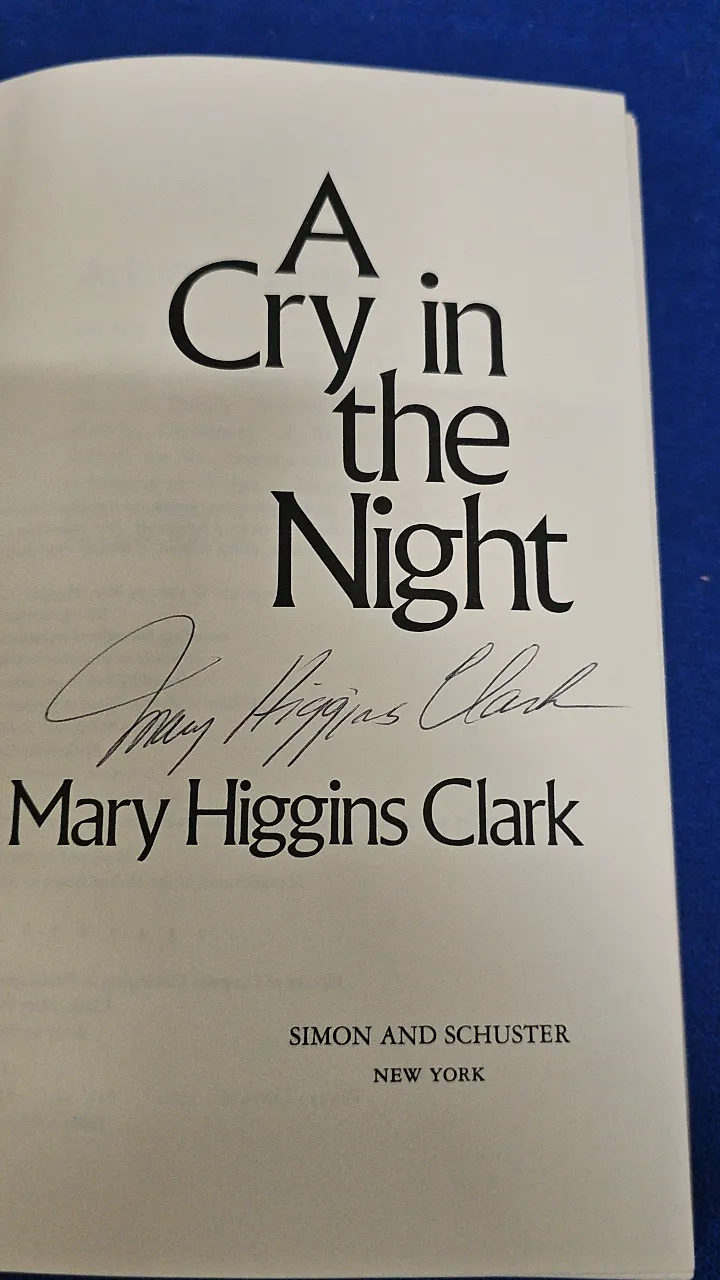 A
Cry in
the
Night
Mary Higgins Clark
Mary Higgins Clark
SIMON AND SCHUSTER
NEW YORK